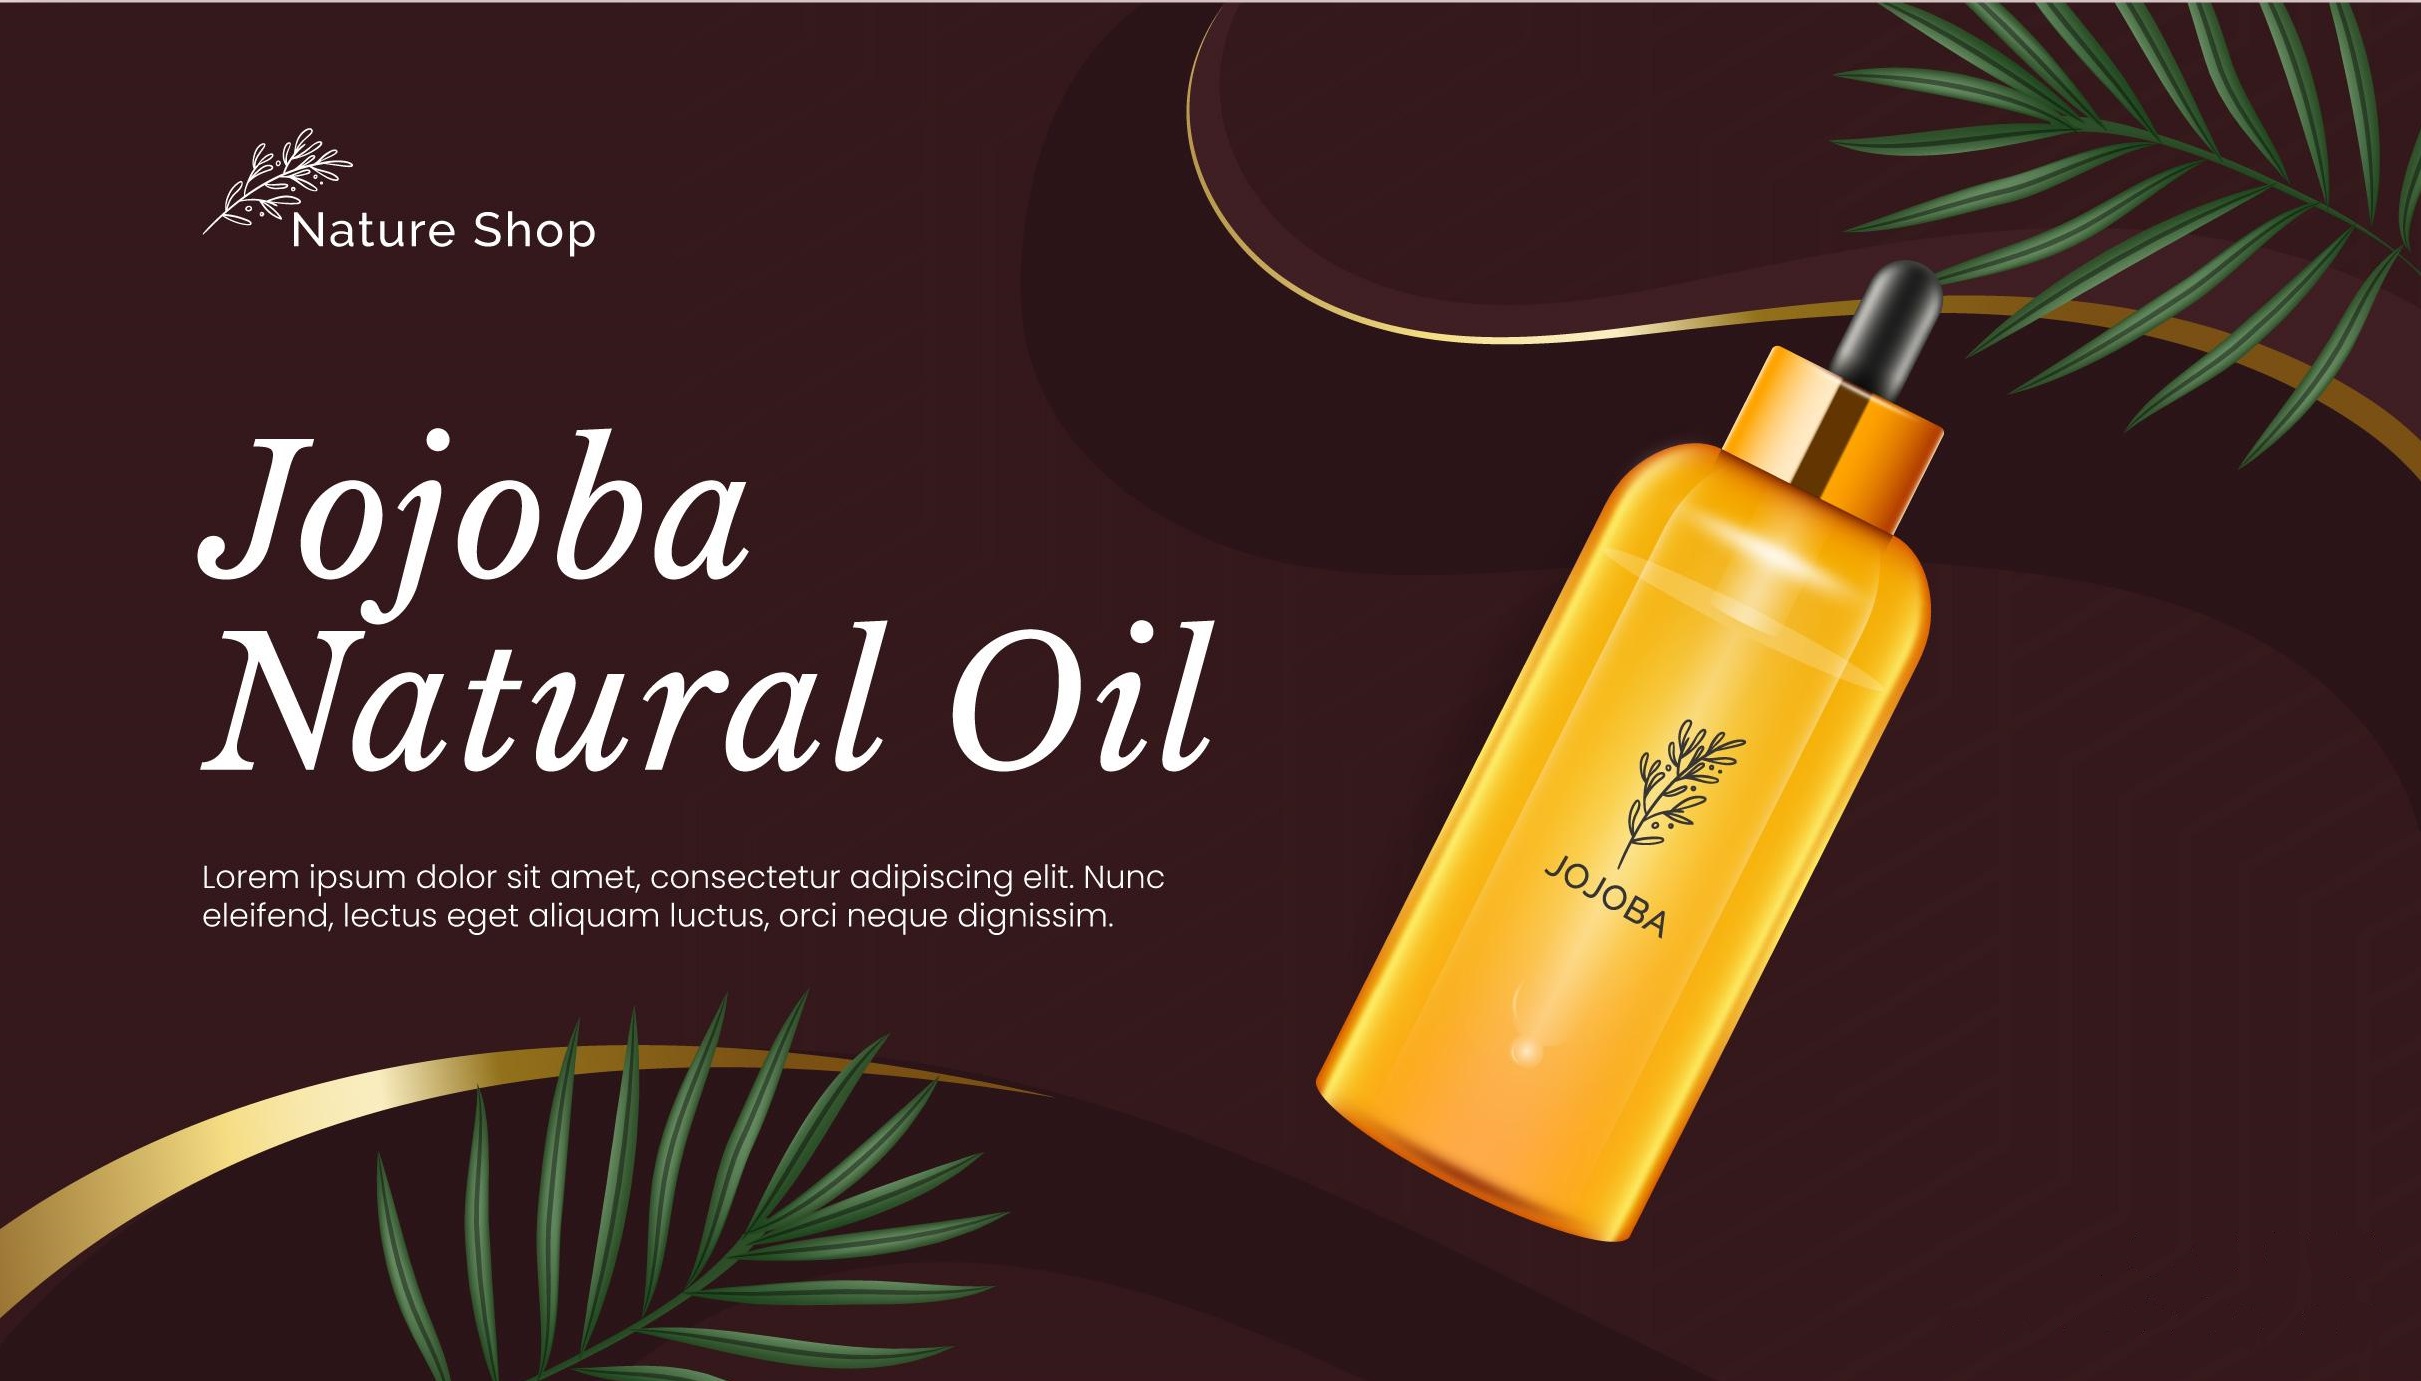 Nature Shop
Jojoba
Natural Oil
Lorem ipsum dolor sit amet, consectetur adipiscing elit. Nunc
eleifend, lectus eget aliquam luctus, orci neque dignissim.
JOJOBA